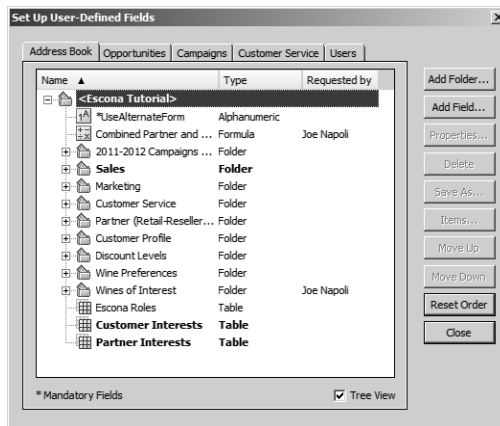 Set Up User-Defined Fields
Address Book Opportunities Campaigns Customer Service Users
Name Type Requested by
<Escona Tutorial>
*UseAlternateForm Alphanumeric
Combined Partner and ... Formula Joe Napoli
2011-2012 Campaigns ... Folder
Sales Folder
Marketing Folder
Customer Service Folder
Partner (Retail-Reseller... Folder
Customer Profile Folder
Discount Levels Folder
Wine Preferences Folder
Wines of Interest Folder Joe Napoli
Escona Roles Table
Customer Interests Table
Partner Interests Table
* Mandatory Fields
Tree View
Add Folder...
Add Field...
Properties...
Delete
Save As...
Items...
Move Up
Move Down
Reset Order
Close